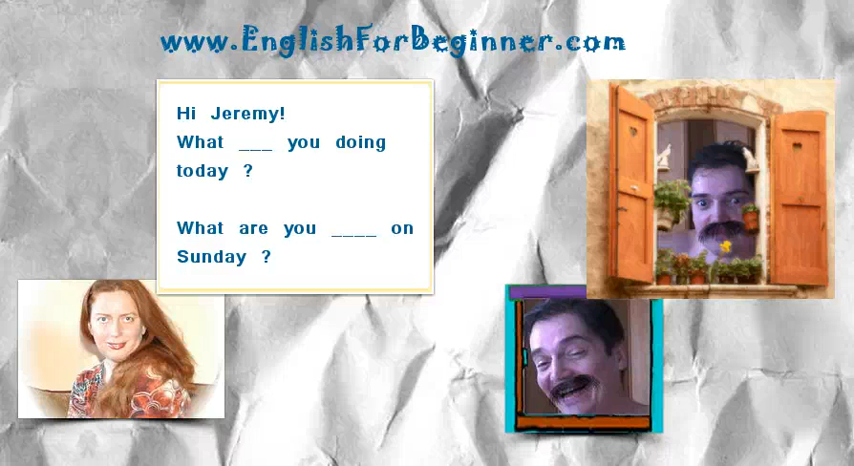 www.EnglishForBeginner.com
Hi Jeremy!
What ___ you doing
today ?
What are you ____ on
Sunday ?